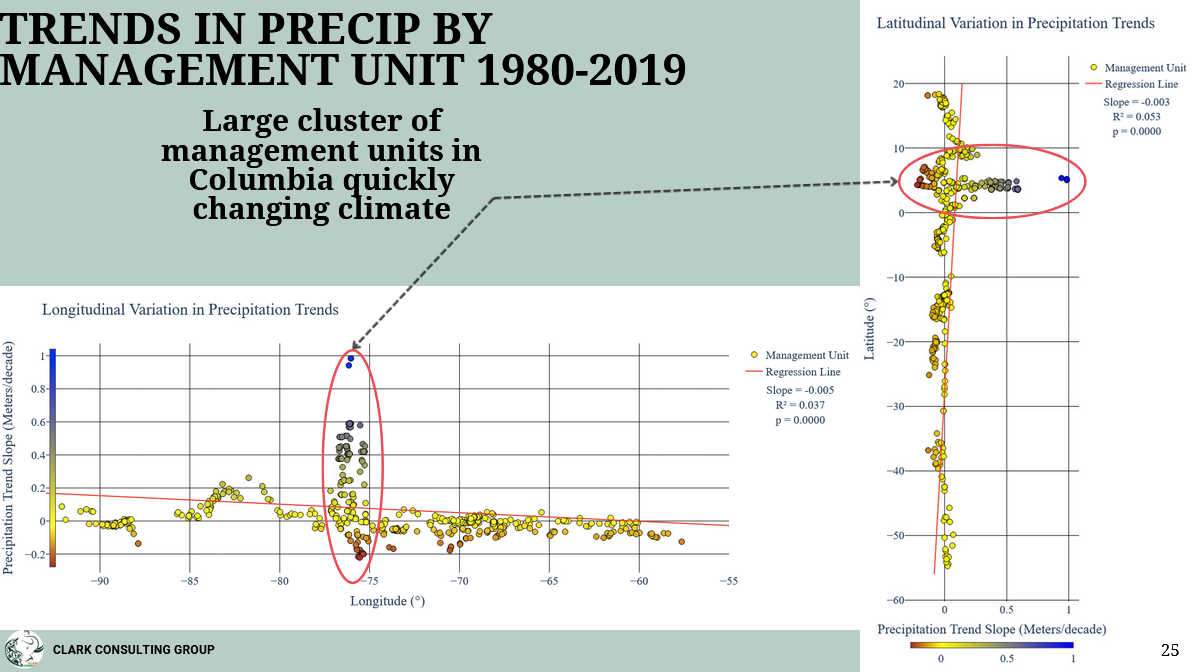 TRENDS IN PRECIP BY
MANAGEMENT UNIT 1980-2019
Large cluster of
management units in
Columbia quickly
changing climate
Longitudinal Variation in Precipitation Trends
Precipitation Trend Slope (Meters/decade)
1
0.8
0.6
0.4
0.2
0
−0.2
−90
−85
−80
−75
−70
−65
−60
−55
Longitude (°)
Management Unit
Regression Line
Slope = -0.005
R² = 0.037
p = 0.0000
Latitudinal Variation in Precipitation Trends
Management Unit
Regression Line
Slope = -0.003
R² = 0.053
p = 0.0000
Latitude (°)
20
10
0
−10
−20
−30
−40
−50
−60
0
0.5
1
Precipitation Trend Slope (Meters/decade)
0
0.5
1
CLARK CONSULTING GROUP
25